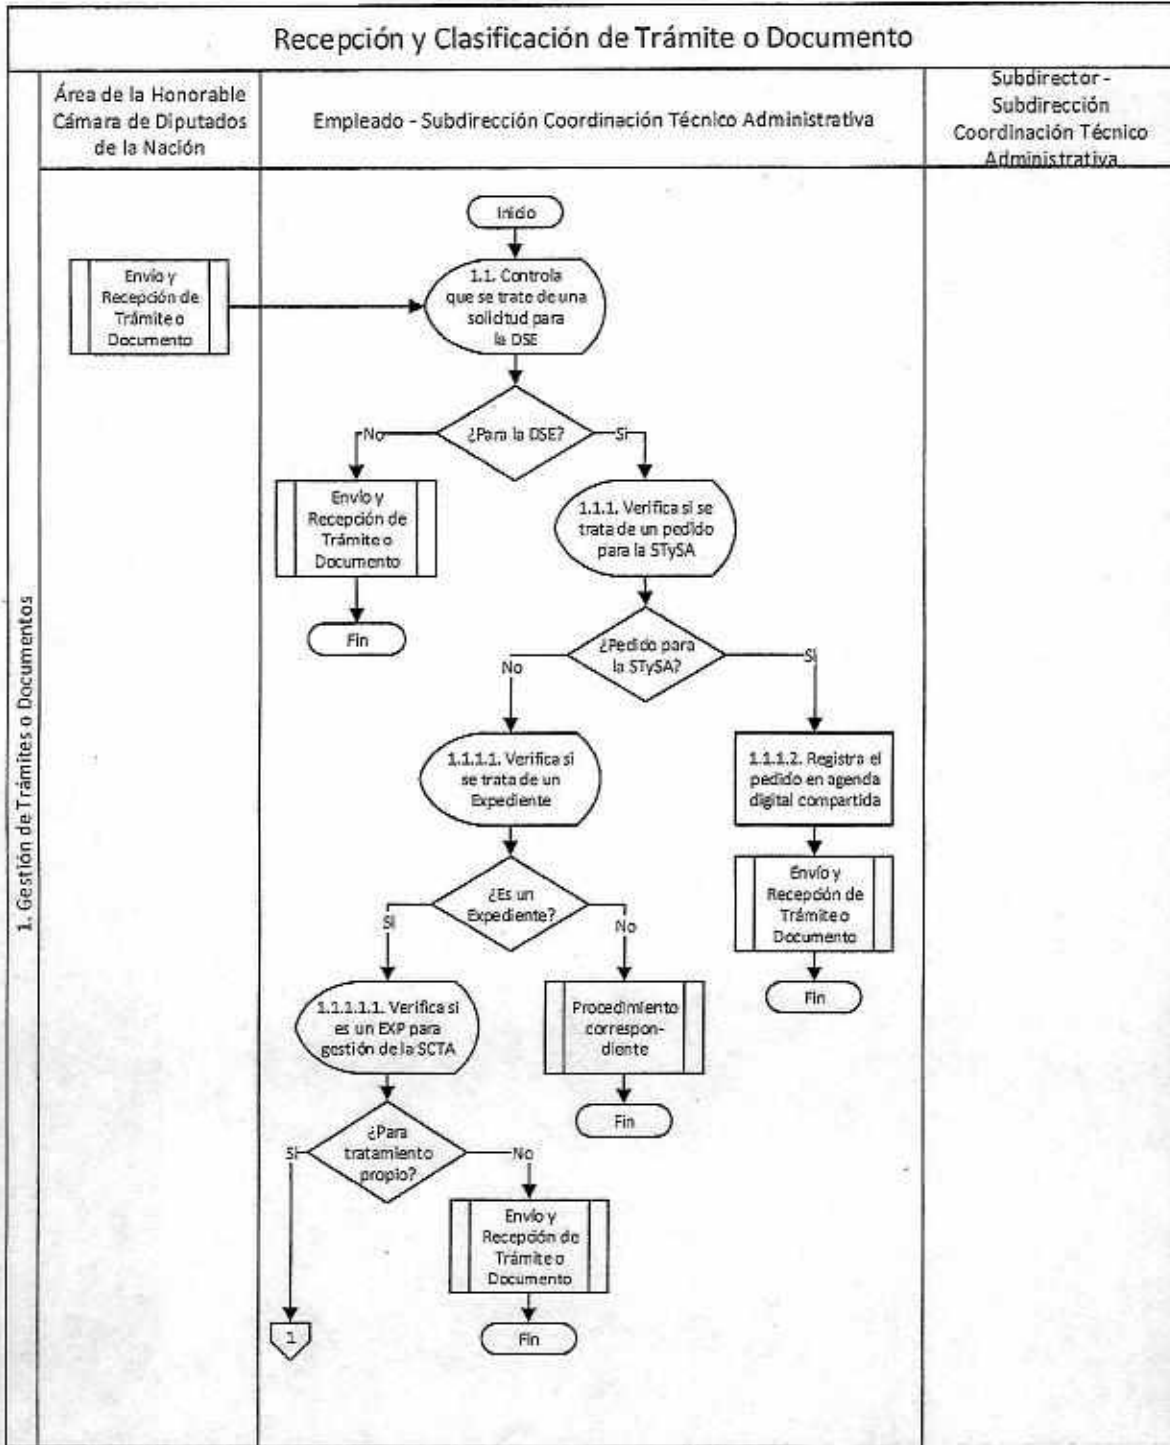 Recepción y Clasificación de Trámite o Documento
Área de la Honorable
Cámara de Diputados
de la Nación
Empleado - Subdirección Coordinación Técnico Administrativa
Subdirector -
Subdirección
Coordinación Técnico
Administrativa
1. Gestión de Trámites o Documentos
Inicio
Envío y
Recepción de
Trámite o
Documento
1.1. Controla
que se trate de una
solicitud para
la DSE
¿Para la DSE?
No
Si
Envío y
Recepción de
Trámite o
Documento
Fin
1.1.1. Verifica si se
trata de un pedido
para la STySA
¿Pedido para
la STySA?
No
Si
1.1.1.1. Verifica si
se trata de un
Expediente
1.1.1.2. Registra el
pedido en agenda
digital compartida
¿Es un
Expediente?
Si
No
Envío y
Recepción de
Trámite o
Documento
Fin
1.1.1.1.1. Verifica si
es un EXP para
gestión de la SCTA
Procedimiento
correspon-
diente
Fin
¿Para
tratamiento
propio?
Si
No
Envío y
Recepción de
Trámite o
Documento
Fin
1